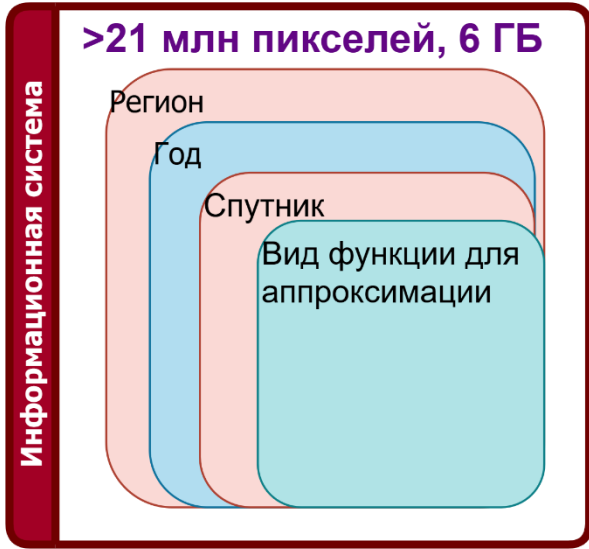 >21 млн пикселей, 6 ГБ
Информационная система
Регион
Год
Спутник
Вид функции для
аппроксимации